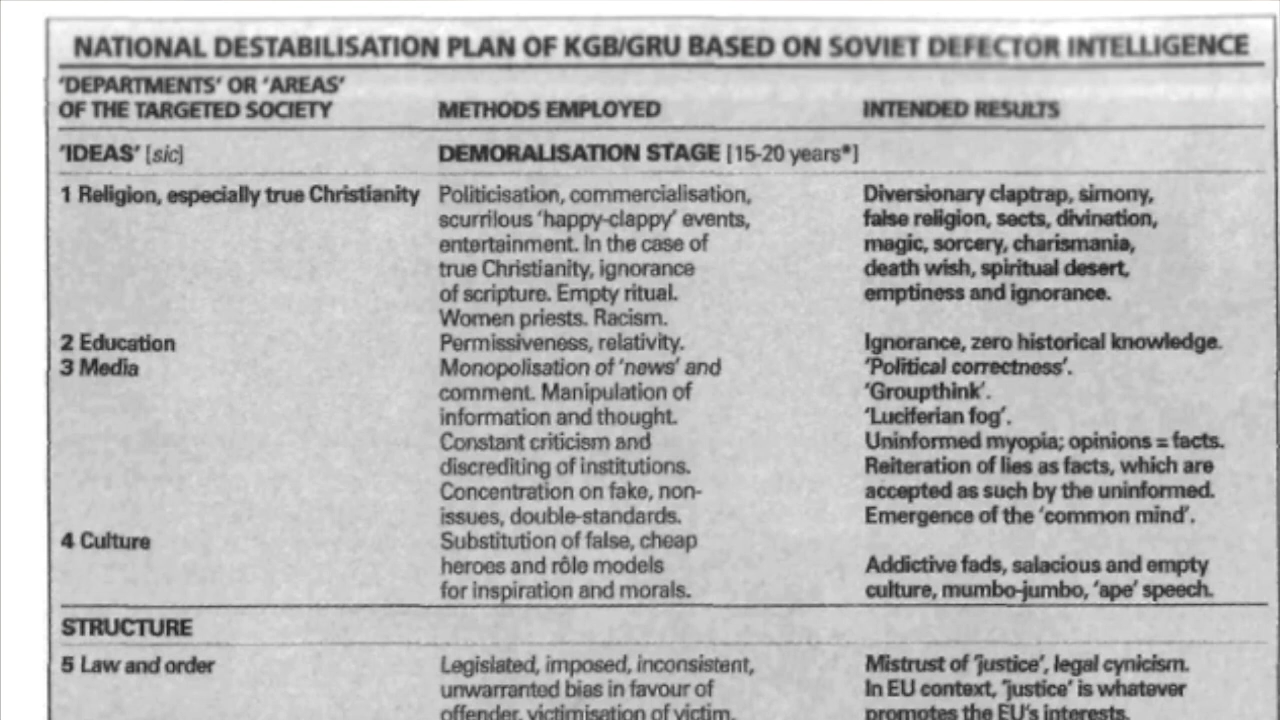 NATIONAL DESTABILISATION PLAN OF KGB/GRU BASED ON SOVIET DEFECTOR INTELLIGENCE
'DEPARTMENTS' OR 'AREAS'
OF THE TARGETED SOCIETY METHODS EMPLOYED INTENDED RESULTS
'IDEAS' [sic] DEMORALISATION STAGE [15-20 years*]
1 Religion, especially true Christianity Politicisation, commercialisation, Diversionary claptrap, simony,
scurrilous 'happy-clappy' events, false religion, sects, divination,
entertainment. In the case of magic, sorcery, charismania,
true Christianity, ignorance death wish, spiritual desert,
of scripture. Empty ritual. emptiness and ignorance.
Women priests. Racism.
2 Education Permissiveness, relativity. Ignorance, zero historical knowledge.
3 Media Monopolisation of 'news' and 'Political correctness'.
comment. Manipulation of 'Groupthink'.
information and thought. 'Luciferian fog'.
Constant criticism and Uninformed myopia; opinions = facts.
discrediting of institutions. Reiteration of lies as facts, which are
Concentration on fake, non- accepted as such by the uninformed.
issues, double-standards. Emergence of the 'common mind'.
4 Culture Substitution of false, cheap
heroes and rôle models Addictive fads, salacious and empty
for inspiration and morals. culture, mumbo-jumbo, 'ape' speech.
STRUCTURE
5 Law and order Legislated, imposed, inconsistent, Mistrust of 'justice', legal cynicism.
unwarranted bias in favour of In EU context, 'justice' is whatever
offender, victimisation of victim. promotes the EU's interests.